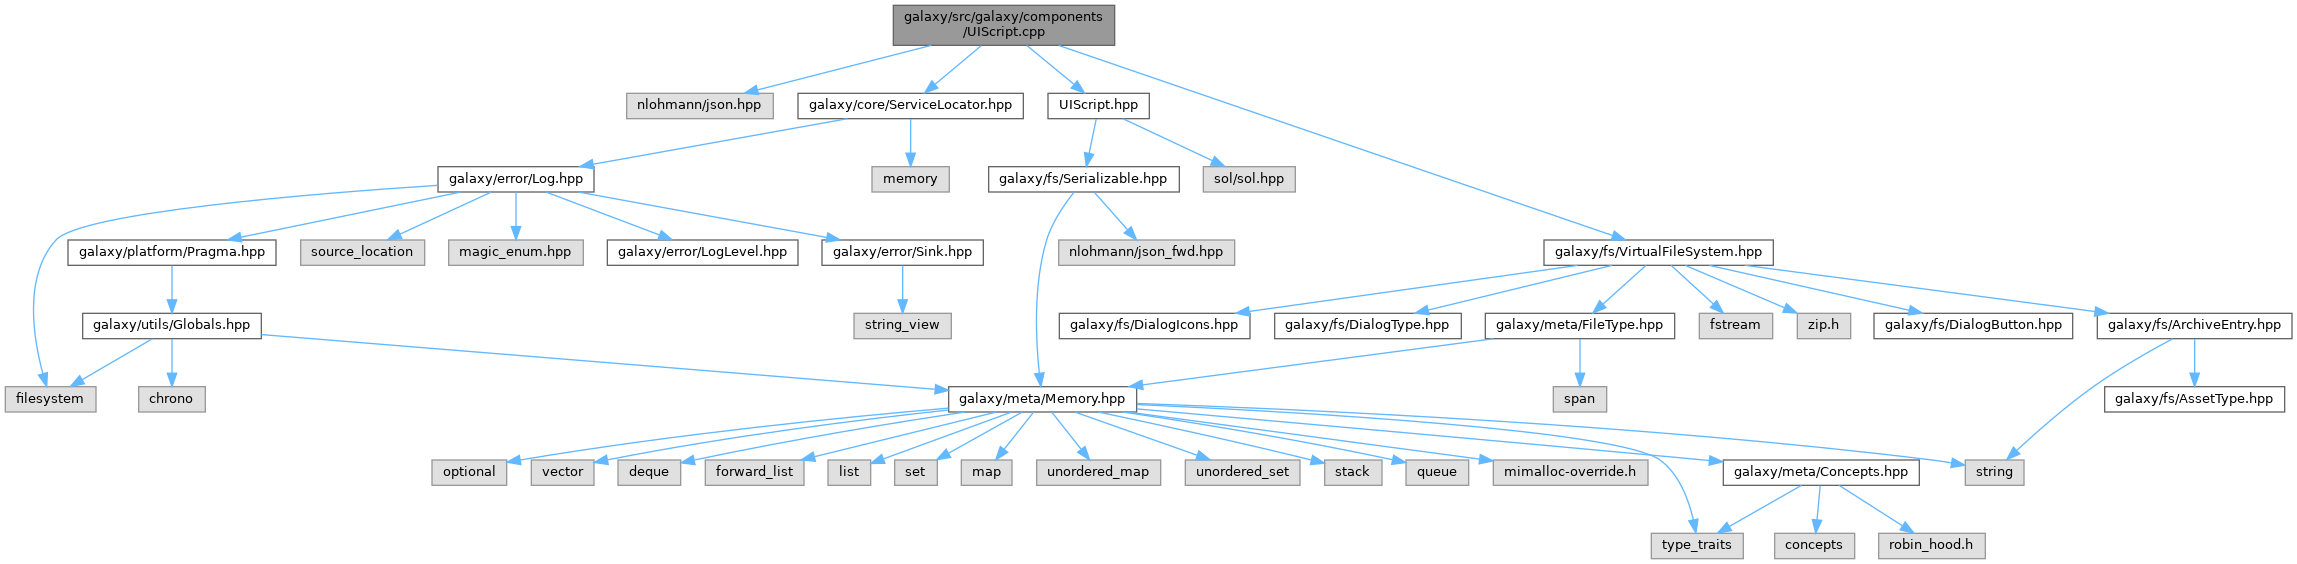 galaxy/src/galaxy/components
/UIScript.cpp
nlohmann/json.hpp
galaxy/core/ServiceLocator.hpp
UIScript.hpp
galaxy/error/Log.hpp
memory
galaxy/fs/Serializable.hpp
sol/sol.hpp
galaxy/platform/Pragma.hpp
source_location
magic_enum.hpp
galaxy/error/LogLevel.hpp
galaxy/error/Sink.hpp
nlohmann/json_fwd.hpp
galaxy/fs/VirtualFileSystem.hpp
galaxy/utils/Globals.hpp
string_view
galaxy/fs/DialogIcons.hpp
galaxy/fs/DialogType.hpp
galaxy/meta/FileType.hpp
fstream
zip.h
galaxy/fs/DialogButton.hpp
galaxy/fs/ArchiveEntry.hpp
filesystem
chrono
galaxy/meta/Memory.hpp
span
galaxy/fs/AssetType.hpp
optional
vector
deque
forward_list
list
set
map
unordered_map
unordered_set
stack
queue
mimalloc-override.h
galaxy/meta/Concepts.hpp
string
type_traits
concepts
robin_hood.h